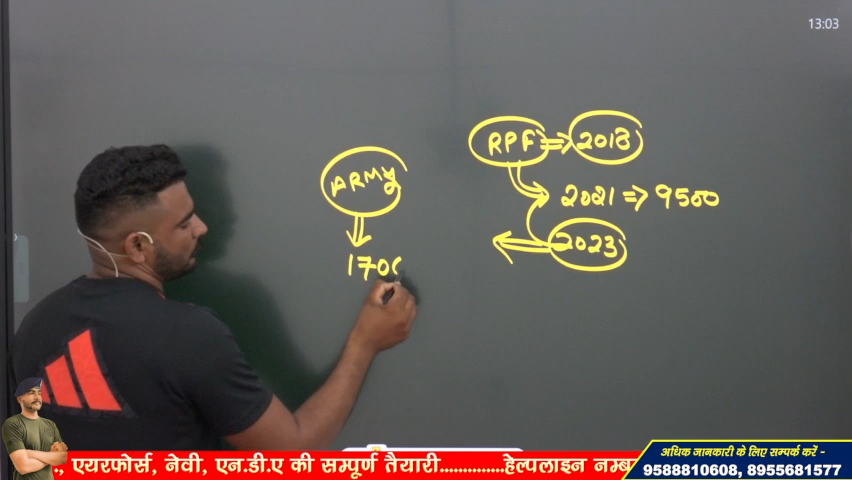 13:03
RPF ⇒ 2018
ARMY
2021 ⇒ 9500
2023
1700
., एयरफोर्स, नेवी, एन.डी.ए की सम्पूर्ण तैयारी..............हेल्पलाइन नम्ब
अधिक जानकारी के लिए सम्पर्क करें -
9588810608, 8955681577